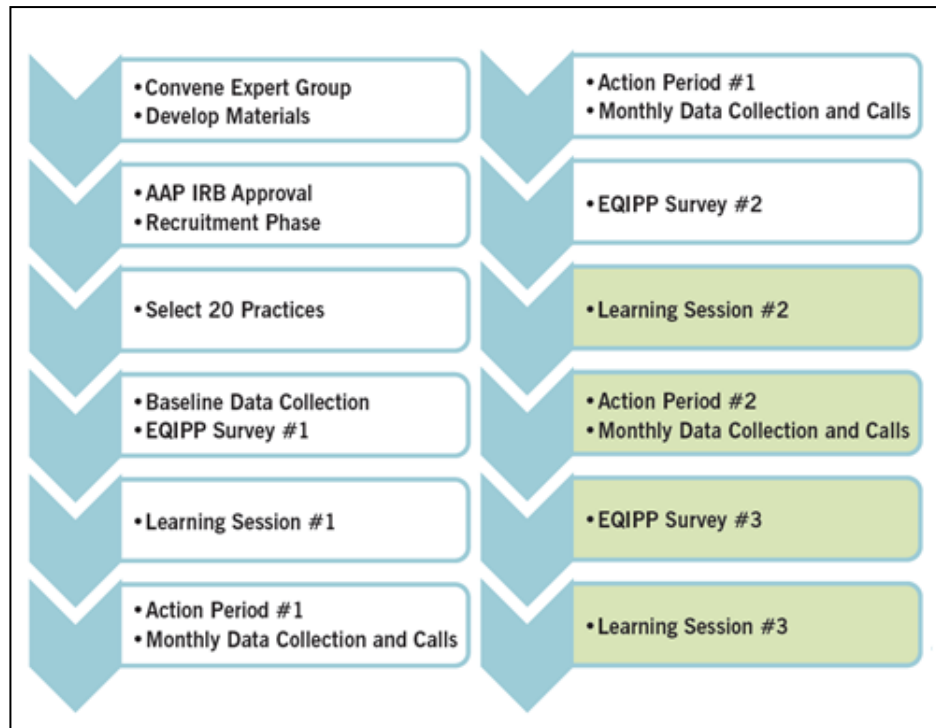 • Convene Expert Group
• Develop Materials
• AAP IRB Approval
• Recruitment Phase
• Select 20 Practices
• Baseline Data Collection
• EQIPP Survey #1
• Learning Session #1
• Action Period #1
• Monthly Data Collection and Calls
• Action Period #1
• Monthly Data Collection and Calls
• EQIPP Survey #2
• Learning Session #2
• Action Period #2
• Monthly Data Collection and Calls
• EQIPP Survey #3
• Learning Session #3